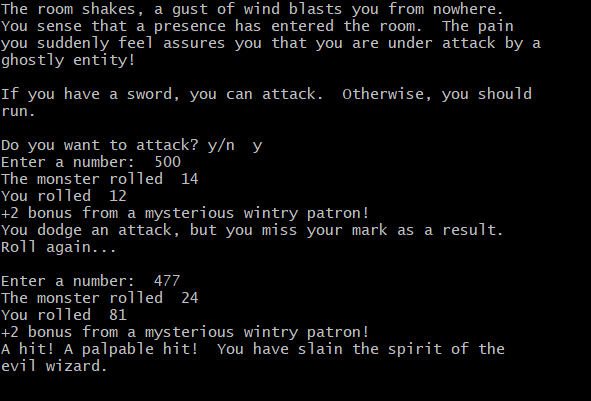 The room shakes, a gust of wind blasts you from nowhere.
You sense that a presence has entered the room.  The pain
you suddenly feel assures you that you are under attack by a
ghostly entity!

If you have a sword, you can attack.  Otherwise, you should
run.

Do you want to attack? y/n  y
Enter a number:  500
The monster rolled  14
You rolled  12
+2 bonus from a mysterious wintry patron!
You dodge an attack, but you miss your mark as a result.
Roll again...

Enter a number:  477
The monster rolled  24
You rolled  81
+2 bonus from a mysterious wintry patron!
A hit! A palpable hit!  You have slain the spirit of the
evil wizard.